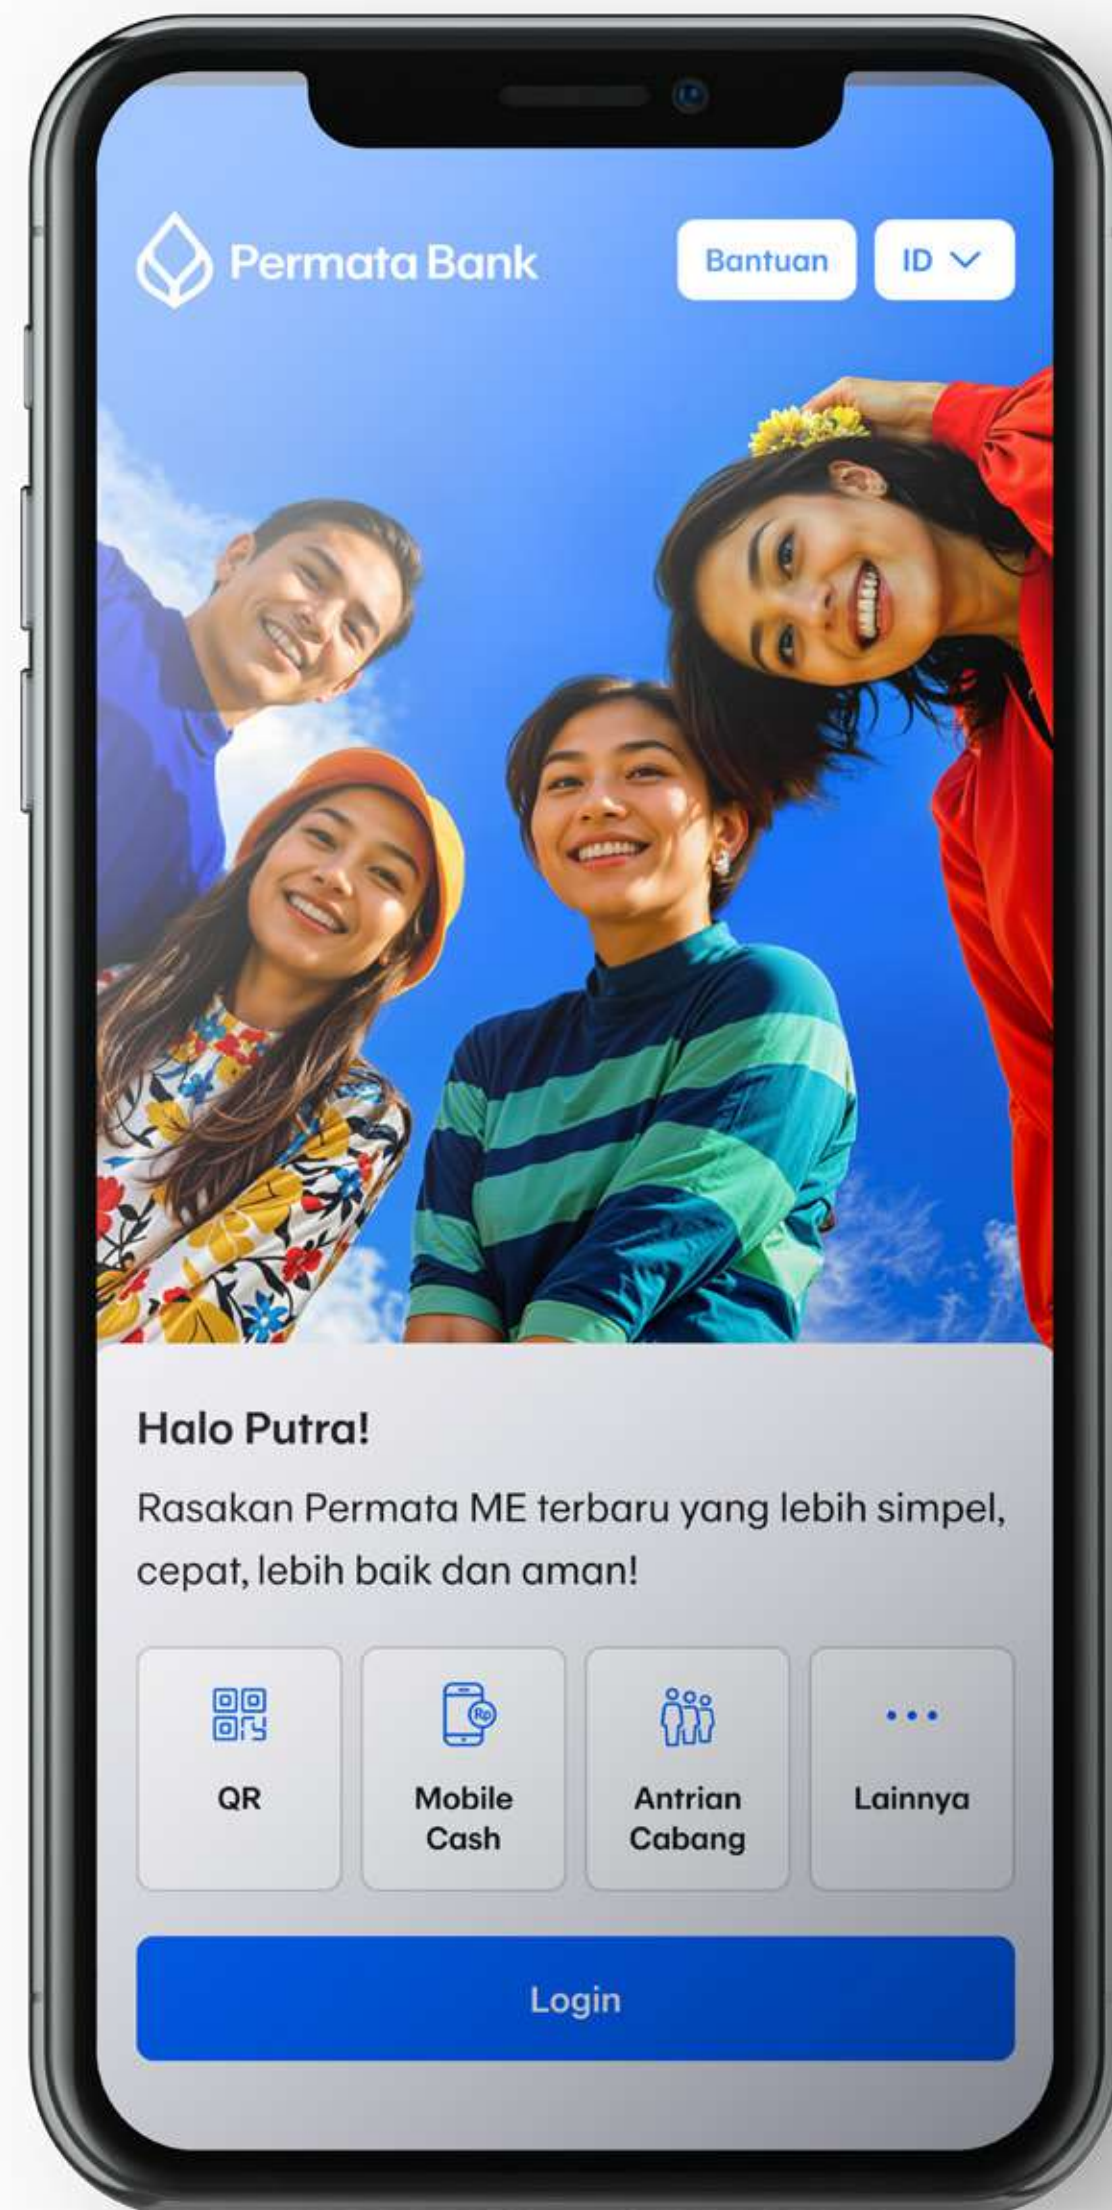 Permata Bank
Bantuan
ID
Halo Putra!
Rasakan Permata ME terbaru yang lebih simpel,
cepat, lebih baik dan aman!
Rp
QR
Mobile
Cash
Antrian
Cabang
Lainnya
Login